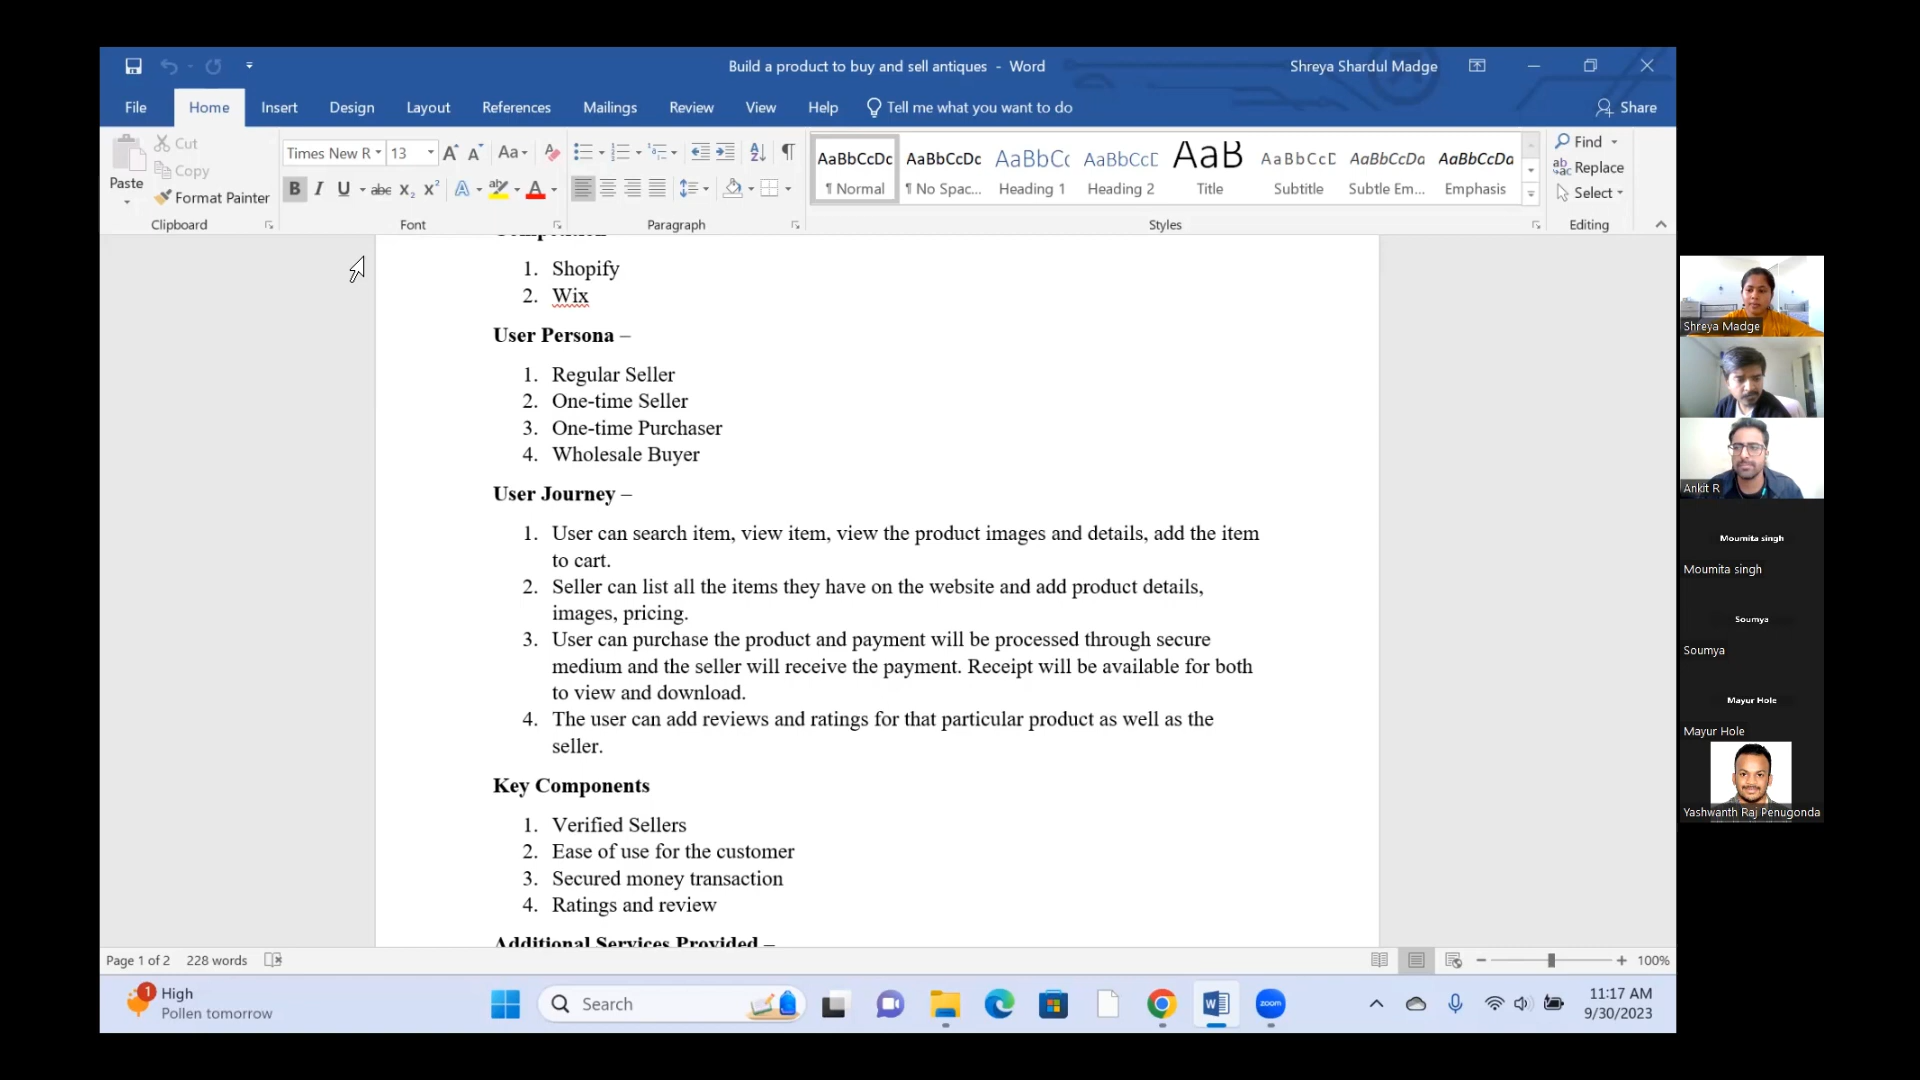 Build a product to buy and sell antiques - Word
Shreya Shardul Madge
File Home Insert Design Layout References Mailings Review View Help Tell me what you want to do Share
Paste
Cut
Copy
Format Painter
Clipboard
Times New R 13
Font
Paragraph
AaBbCcDc AaBbCcDc AaBbCc AaBbCcE AaB AaBbCcD AaBbCcDa AaBbCcDa
¶ Normal ¶ No Spac... Heading 1 Heading 2 Title Subtitle Subtle Em... Emphasis
Styles
Find
Replace
Select
Editing
1. Shopify
2. Wix
User Persona –
1. Regular Seller
2. One-time Seller
3. One-time Purchaser
4. Wholesale Buyer
User Journey –
1. User can search item, view item, view the product images and details, add the item
to cart.
2. Seller can list all the items they have on the website and add product details,
images, pricing.
3. User can purchase the product and payment will be processed through secure
medium and the seller will receive the payment. Receipt will be available for both
to view and download.
4. The user can add reviews and ratings for that particular product as well as the
seller.
Key Components
1. Verified Sellers
2. Ease of use for the customer
3. Secured money transaction
4. Ratings and review
Additional Services Provided –
Page 1 of 2 228 words
100%
1
High
Pollen tomorrow
Search
zoom
11:17 AM
9/30/2023
Shreya Madge
Ankit R
Moumita singh
Moumita singh
Soumya
Soumya
Mayur Hole
Mayur Hole
Yashwanth Raj Penugonda